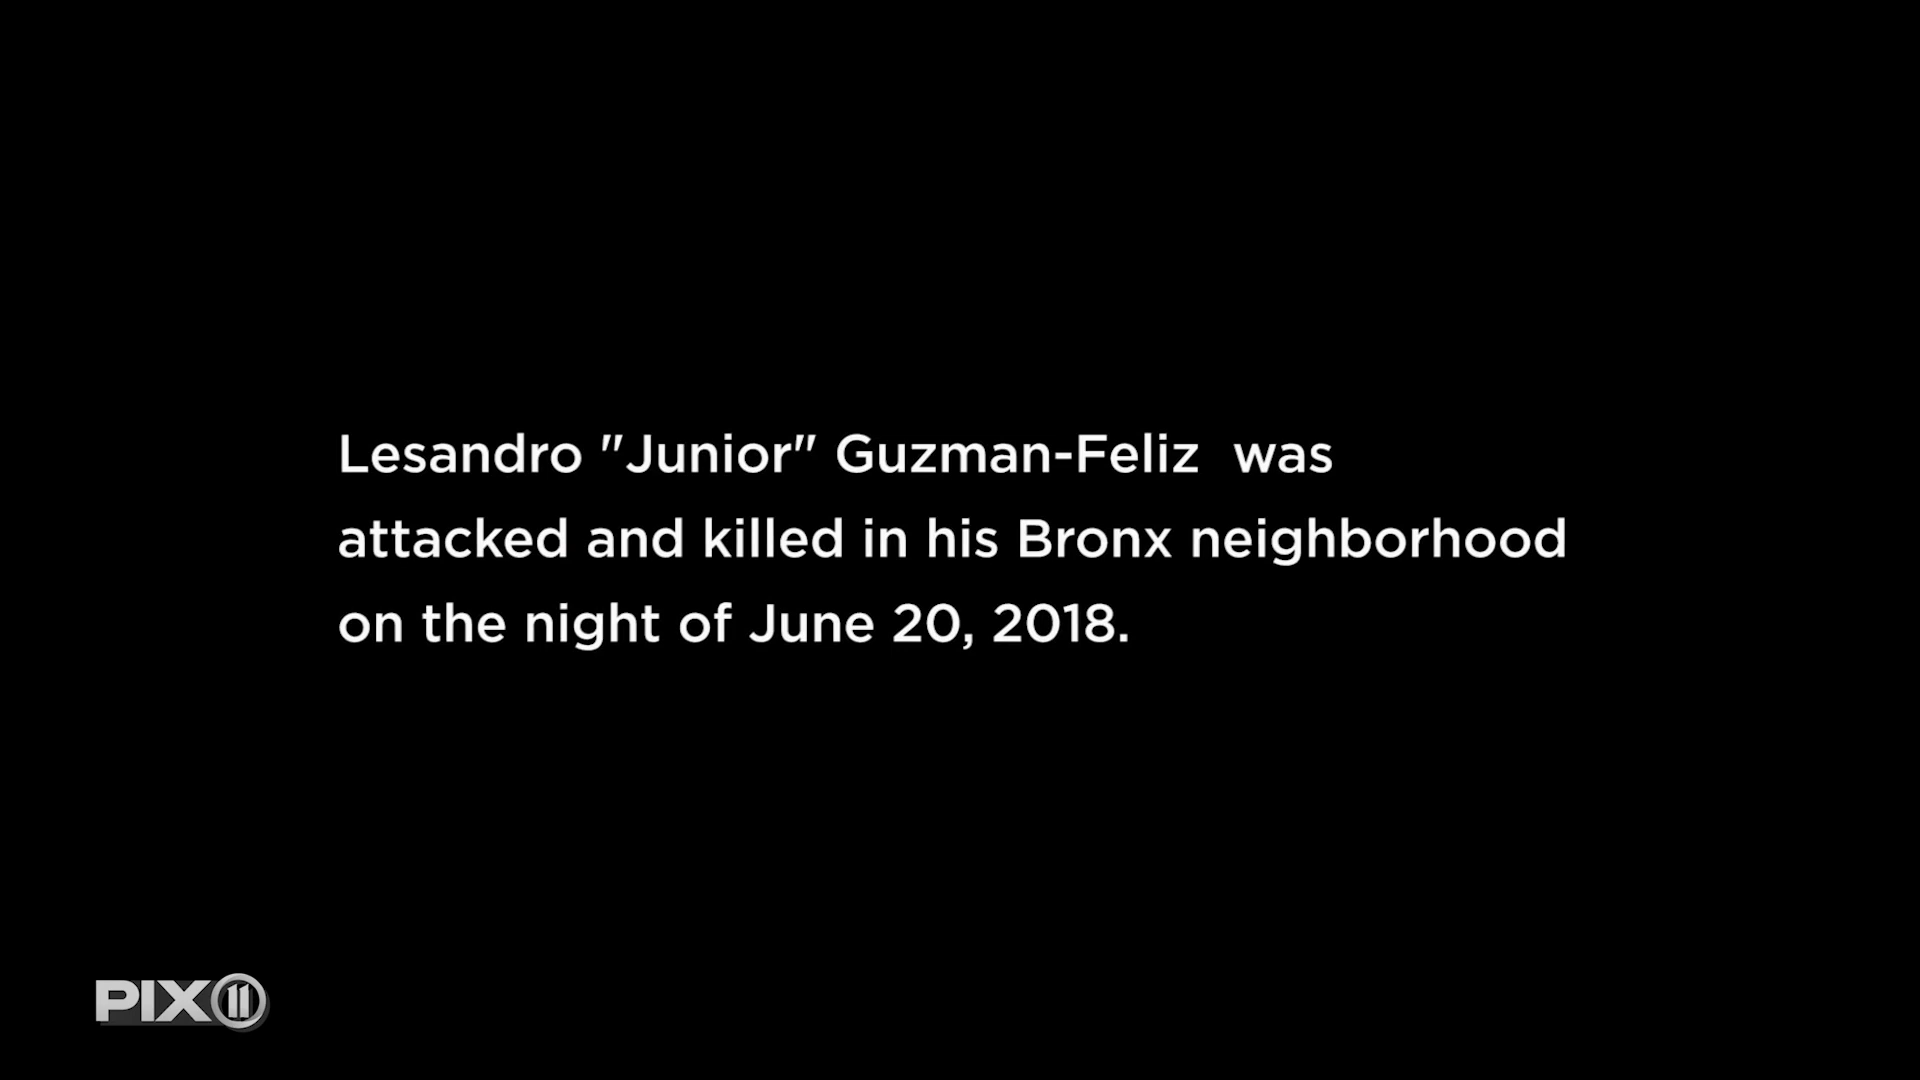 Lesandro "Junior" Guzman-Feliz  was
attacked and killed in his Bronx neighborhood
on the night of June 20, 2018.
PIX11